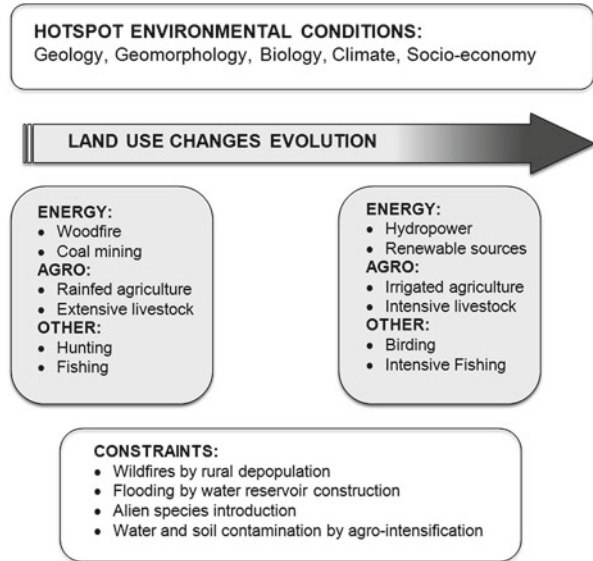 HOTSPOT ENVIRONMENTAL CONDITIONS:
Geology, Geomorphology, Biology, Climate, Socio-economy
LAND USE CHANGES EVOLUTION
ENERGY:
• Woodfire
• Coal mining
AGRO:
• Rainfed agriculture
• Extensive livestock
OTHER:
• Hunting
• Fishing
ENERGY:
• Hydropower
• Renewable sources
AGRO:
• Irrigated agriculture
• Intensive livestock
OTHER:
• Birding
• Intensive Fishing
CONSTRAINTS:
• Wildfires by rural depopulation
• Flooding by water reservoir construction
• Alien species introduction
• Water and soil contamination by agro-intensification